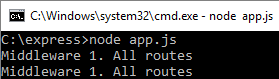 C:\Windows\system32\cmd.exe - node app.js
C:\express>node app.js
Middleware 1. All routes
Middleware 1. All routes